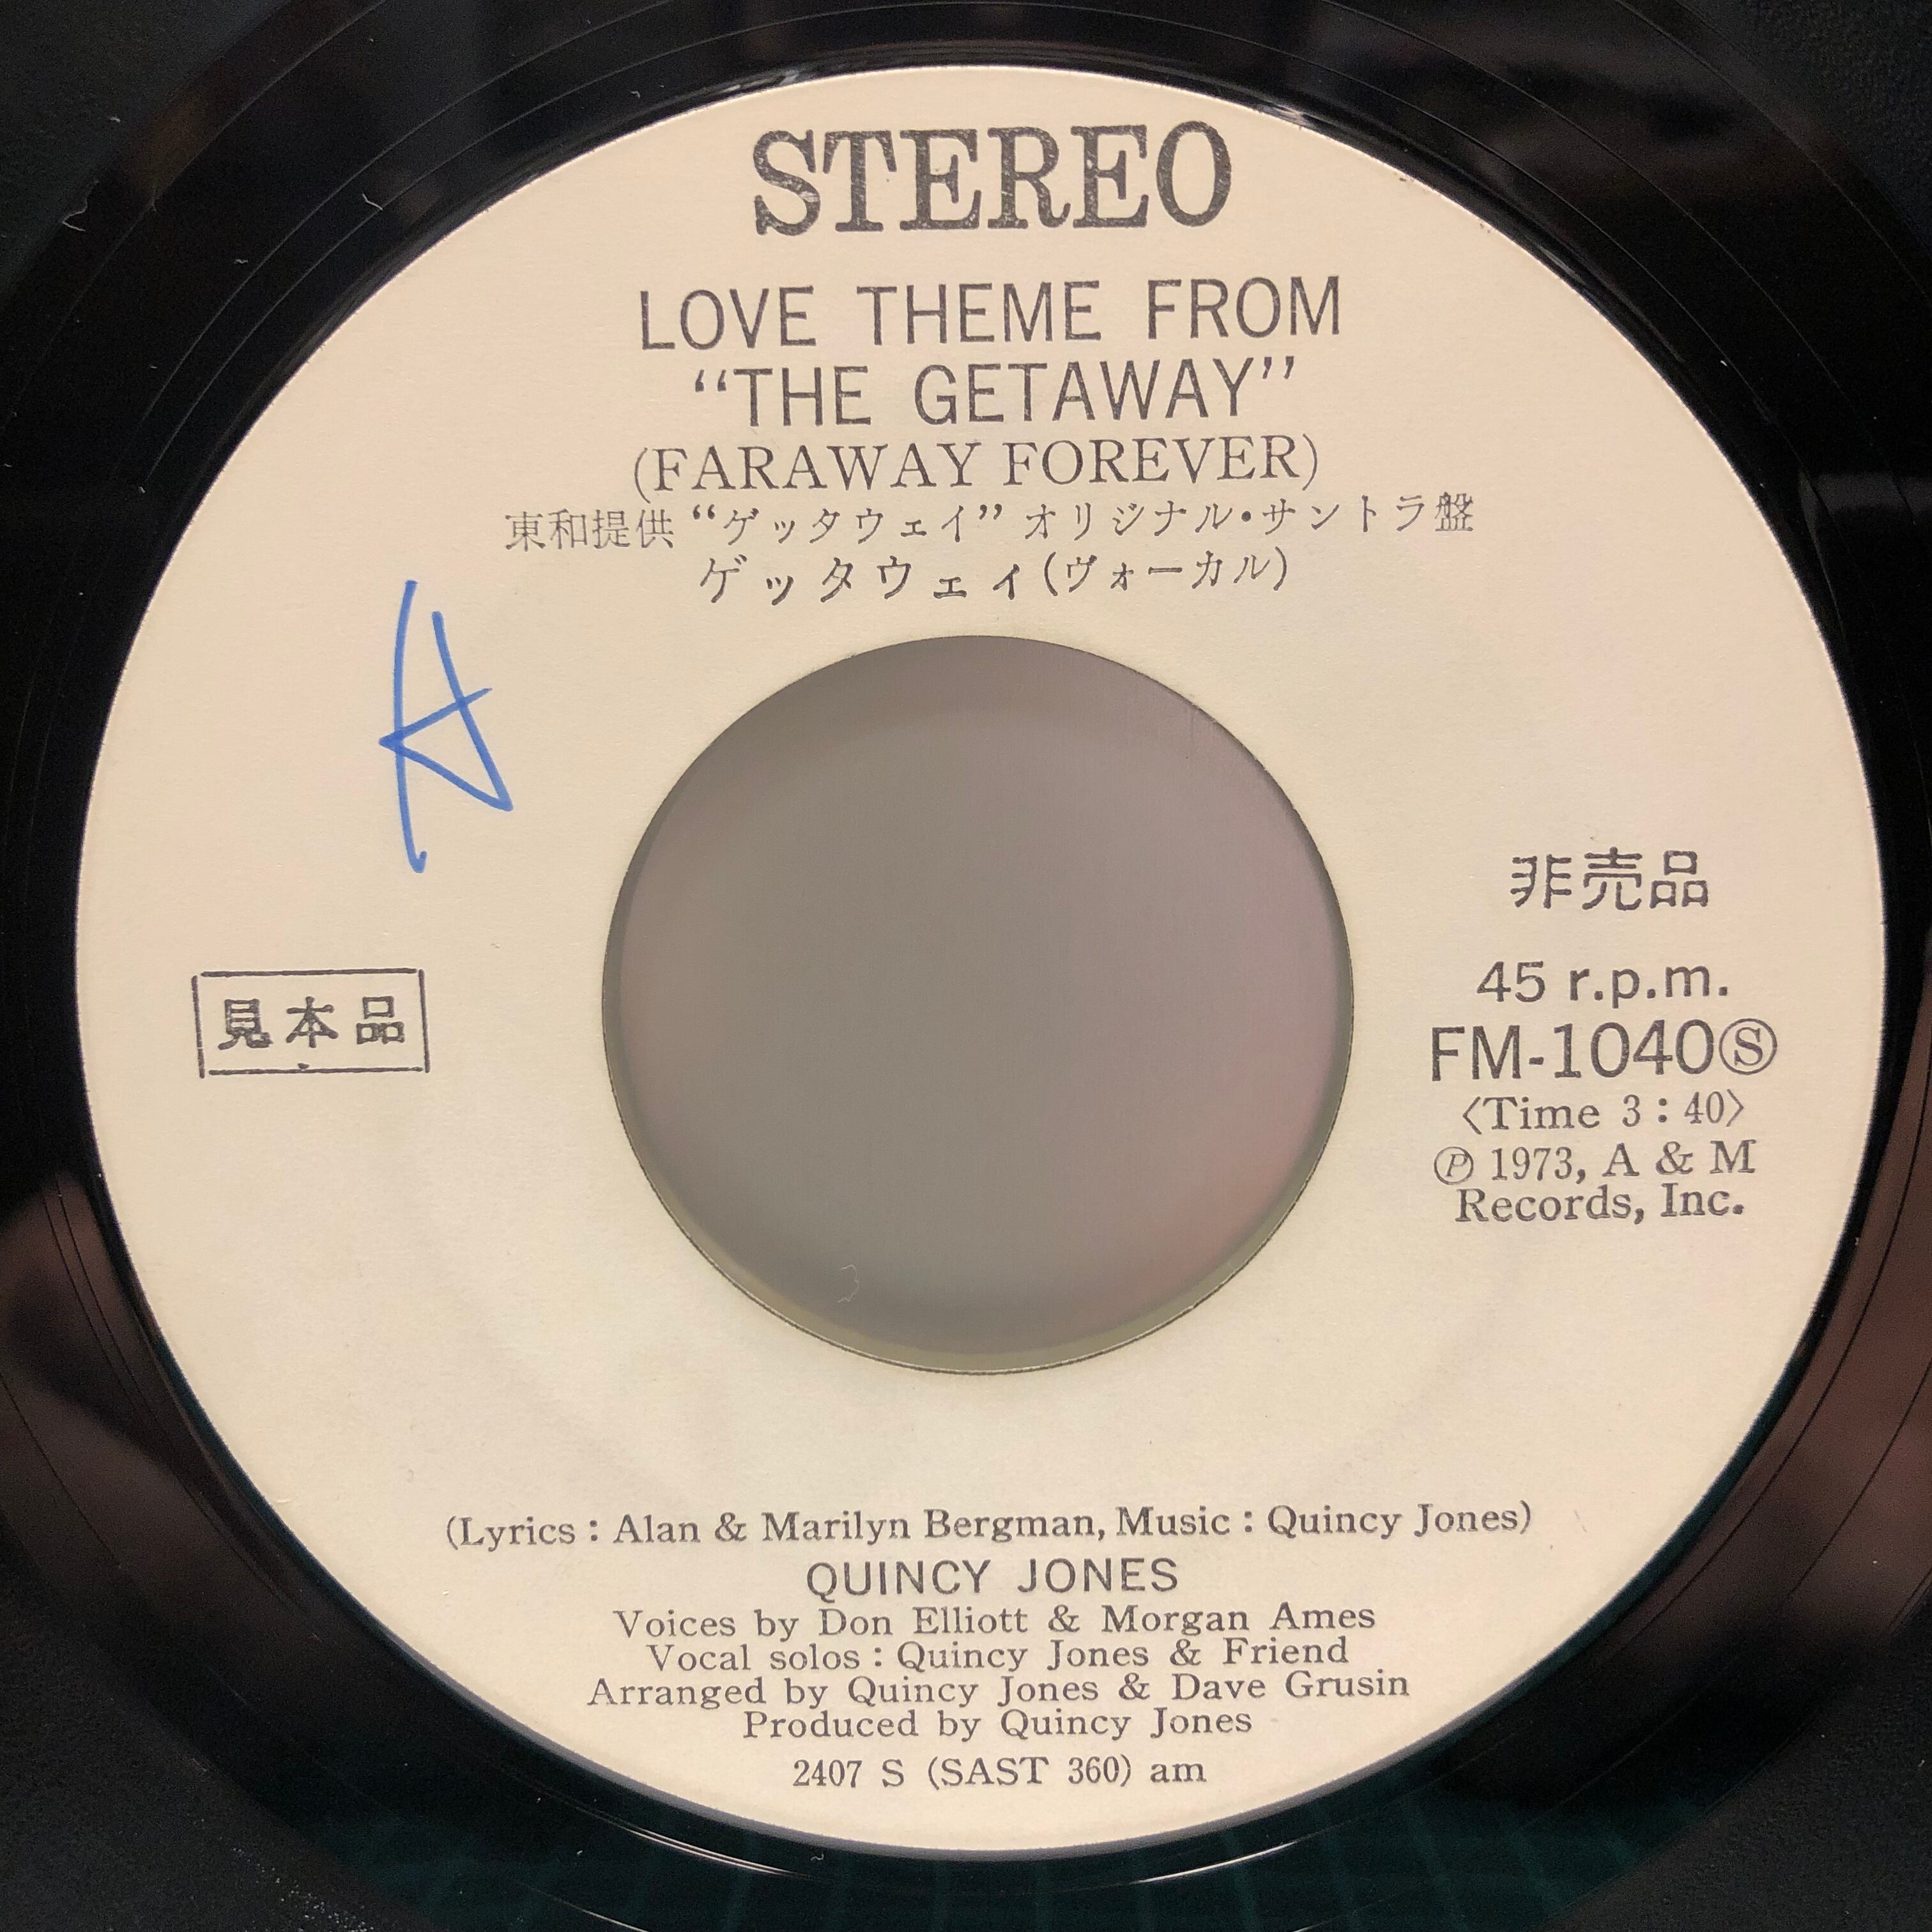 STEREO
LOVE THEME FROM
“THE GETAWAY”
(FARAWAY FOREVER)
東和提供“ゲッタウェイ”オリジナル・サントラ盤
ゲッタウェイ(ヴォーカル)
A
非売品
見本品
45 r.p.m.
FM-1040Ⓢ
〈Time 3:40〉
Ⓟ 1973, A & M
Records, Inc.
(Lyrics : Alan & Marilyn Bergman, Music : Quincy Jones)
QUINCY JONES
Voices by Don Elliott & Morgan Ames
Vocal solos : Quincy Jones & Friend
Arranged by Quincy Jones & Dave Grusin
Produced by Quincy Jones
2407 S (SAST 360) am